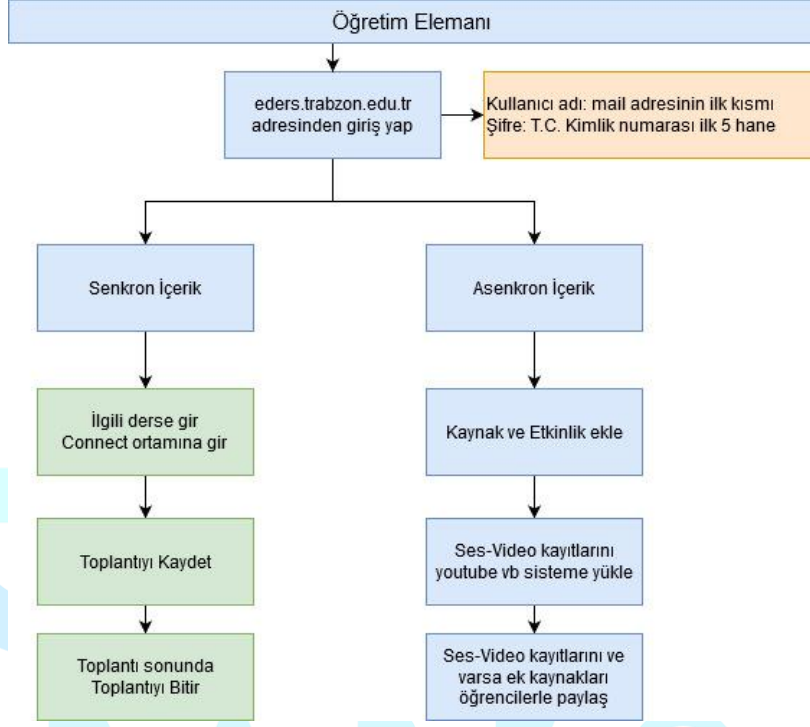 Öğretim Elemanı
eders.trabzon.edu.tr
adresinden giriş yap
Kullanıcı adı: mail adresinin ilk kısmı
Şifre: T.C. Kimlik numarası ilk 5 hane
Senkron İçerik
Asenkron İçerik
İlgili derse gir
Connect ortamına gir
Kaynak ve Etkinlik ekle
Toplantıyı Kaydet
Ses-Video kayıtlarını
youtube vb sisteme yükle
Toplantı sonunda
Toplantıyı Bitir
Ses-Video kayıtlarını ve
varsa ek kaynakları
öğrencilerle paylaş